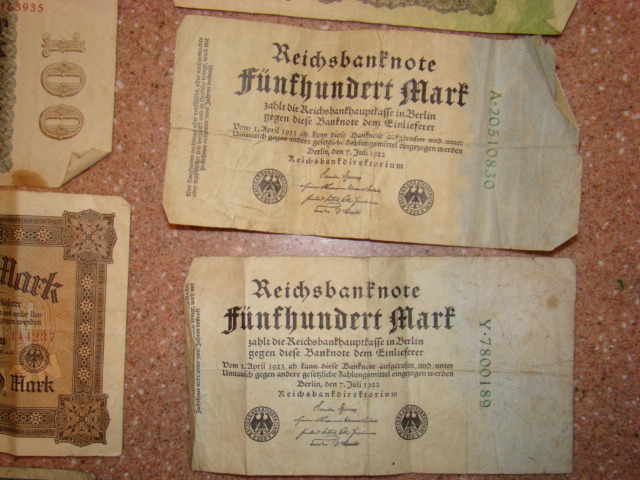 63935
100
Reichsbanknote
Fünfhundert Mark
zahlt die Reichsbankhauptkasse in Berlin
gegen diese Banknote dem Einlieferer
Vom 1. April 1923 ab kann diese Banknote aufgerufen und unter
Umtausch gegen andere gesetzliche Zahlungsmittel eingezogen werden
Berlin, den 7. Juli 1922
Reichsbankdirektorium
A·20510830
Mark
144237
Mark
Reichsbanknote
Fünfhundert Mark
zahlt die Reichsbankhauptkasse in Berlin
gegen diese Banknote dem Einlieferer
Vom 1. April 1923 ab kann diese Banknote aufgerufen und unter
Umtausch gegen andere gesetzliche Zahlungsmittel eingezogen werden
Berlin, den 7. Juli 1922
Reichsbankdirektorium
Y·7800189